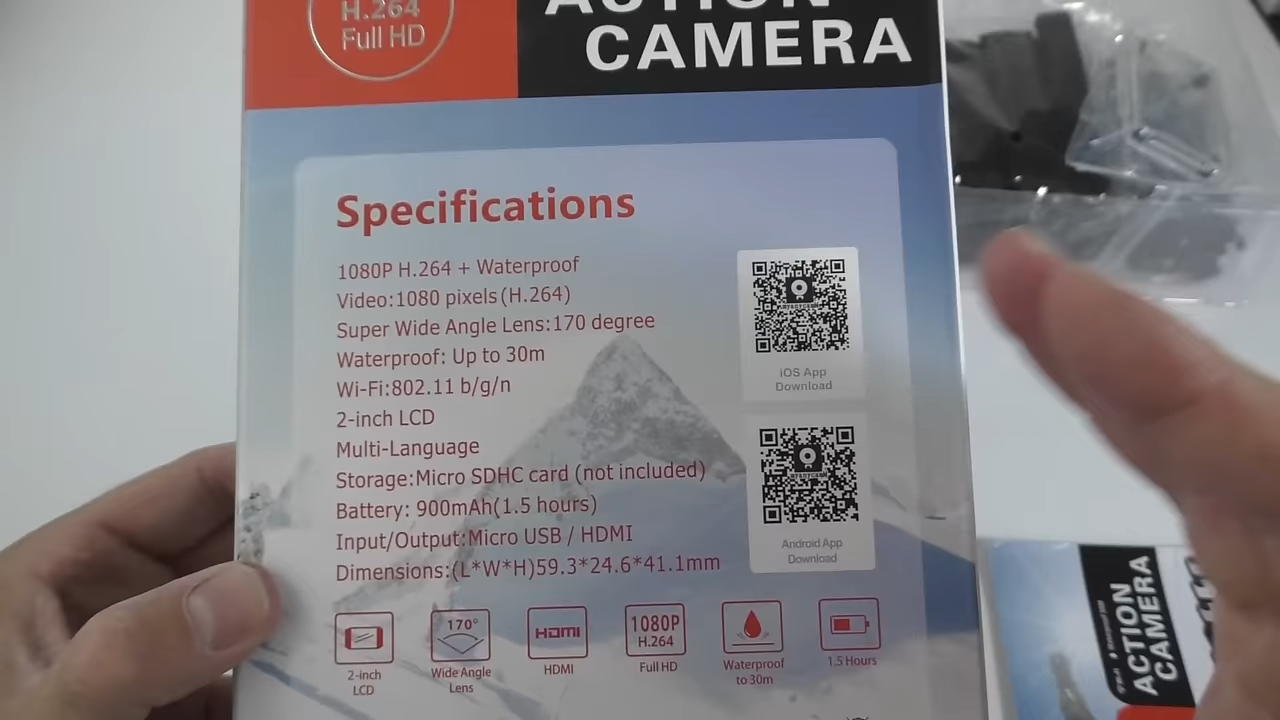 H.264
Full HD
ACTION
CAMERA
Specifications
1080P H.264 + Waterproof
Video:1080 pixels(H.264)
Super Wide Angle Lens:170 degree
Waterproof: Up to 30m
Wi-Fi:802.11 b/g/n
2-inch LCD
Multi-Language
Storage:Micro SDHC card (not included)
Battery: 900mAh(1.5 hours)
Input/Output:Micro USB / HDMI
Dimensions:(L*W*H)59.3*24.6*41.1mm
iOS App
Download
Android App
Download
2-inch
LCD
170°
Wide Angle
Lens
HDMI
HDMI
1080P
H.264
Full HD
Waterproof
to 30m
1.5 Hours
ACTION
CAMERA